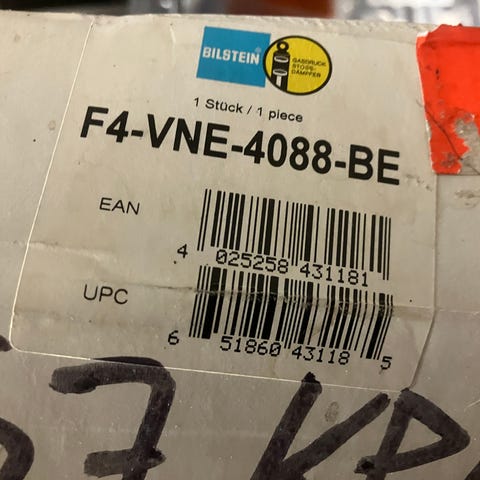 BILSTEIN®
GASDRUCK
STOSS-
DÄMPFER
1 Stück / 1 piece
F4-VNE-4088-BE
EAN
4 025258 431181
UPC
6 51860 43118 5